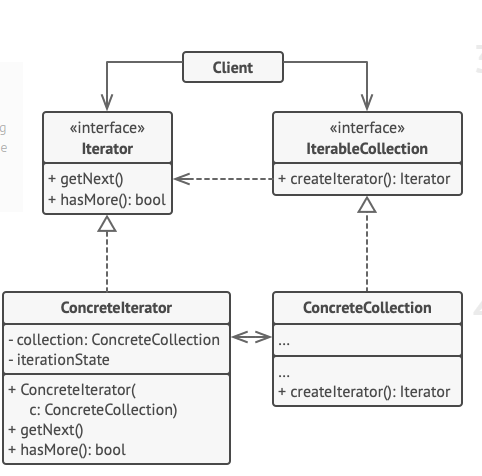 Client
«interface»
Iterator
+ getNext()
+ hasMore(): bool
«interface»
IterableCollection
+ createIterator(): Iterator
ConcreteIterator
- collection: ConcreteCollection
- iterationState
+ ConcreteIterator(
c: ConcreteCollection)
+ getNext()
+ hasMore(): bool
ConcreteCollection
...
...
+ createIterator(): Iterator